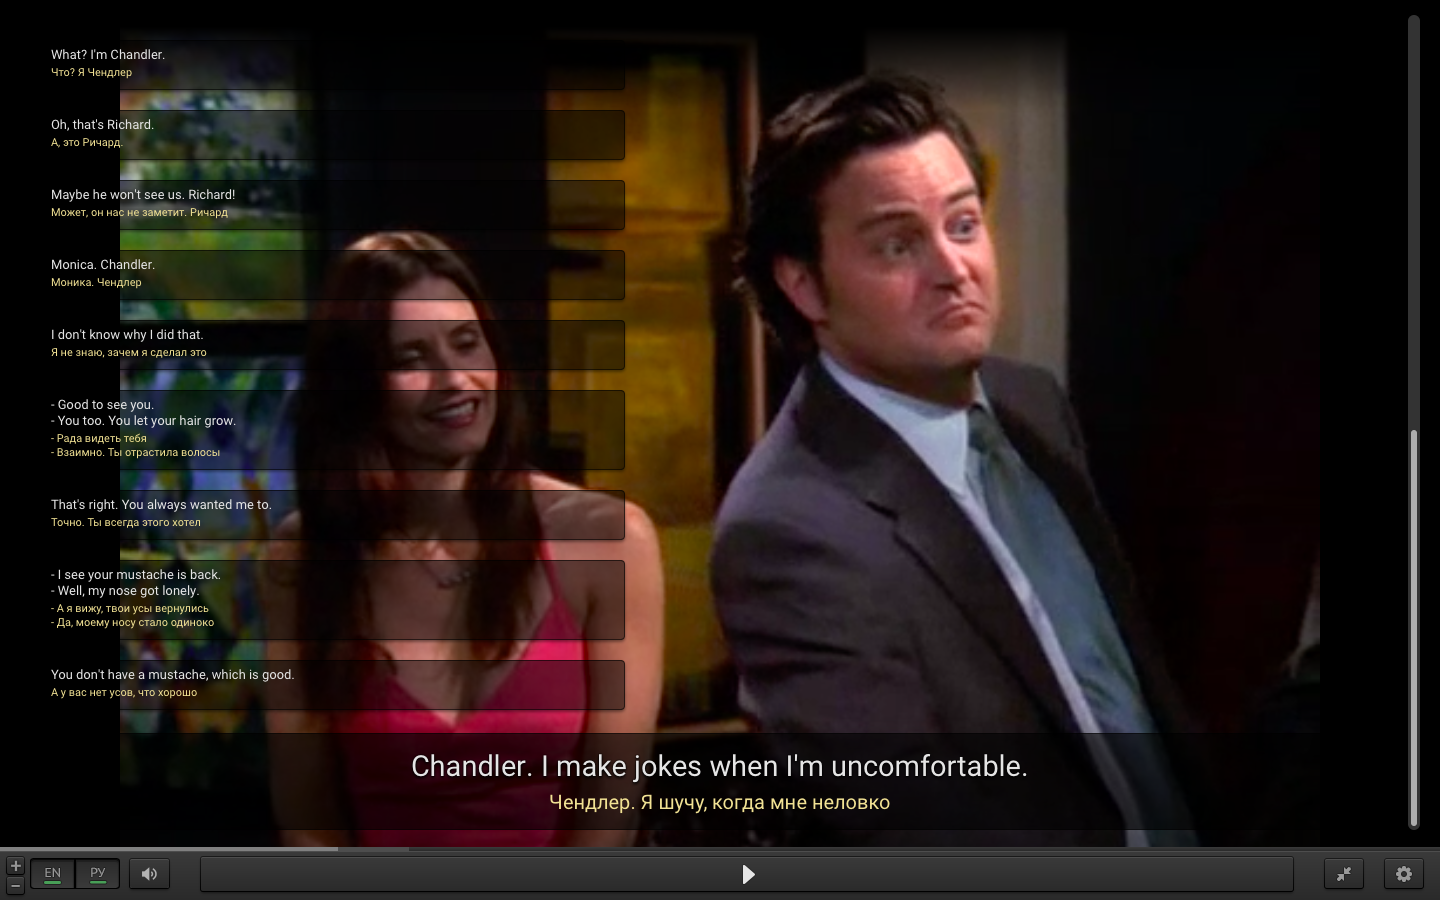 What? I'm Chandler.
Что? Я Чендлер
Oh, that's Richard.
А, это Ричард.
Maybe he won't see us. Richard!
Может, он нас не заметит. Ричард
Monica. Chandler.
Моника. Чендлер
I don't know why I did that.
Я не знаю, зачем я сделал это
- Good to see you.
- You too. You let your hair grow.
- Рада видеть тебя
- Взаимно. Ты отрастила волосы
That's right. You always wanted me to.
Точно. Ты всегда этого хотел
- I see your mustache is back.
- Well, my nose got lonely.
- А я вижу, твои усы вернулись
- Да, моему носу стало одиноко
You don't have a mustache, which is good.
А у вас нет усов, что хорошо
Chandler. I make jokes when I'm uncomfortable.
Чендлер. Я шучу, когда мне неловко
EN РУ